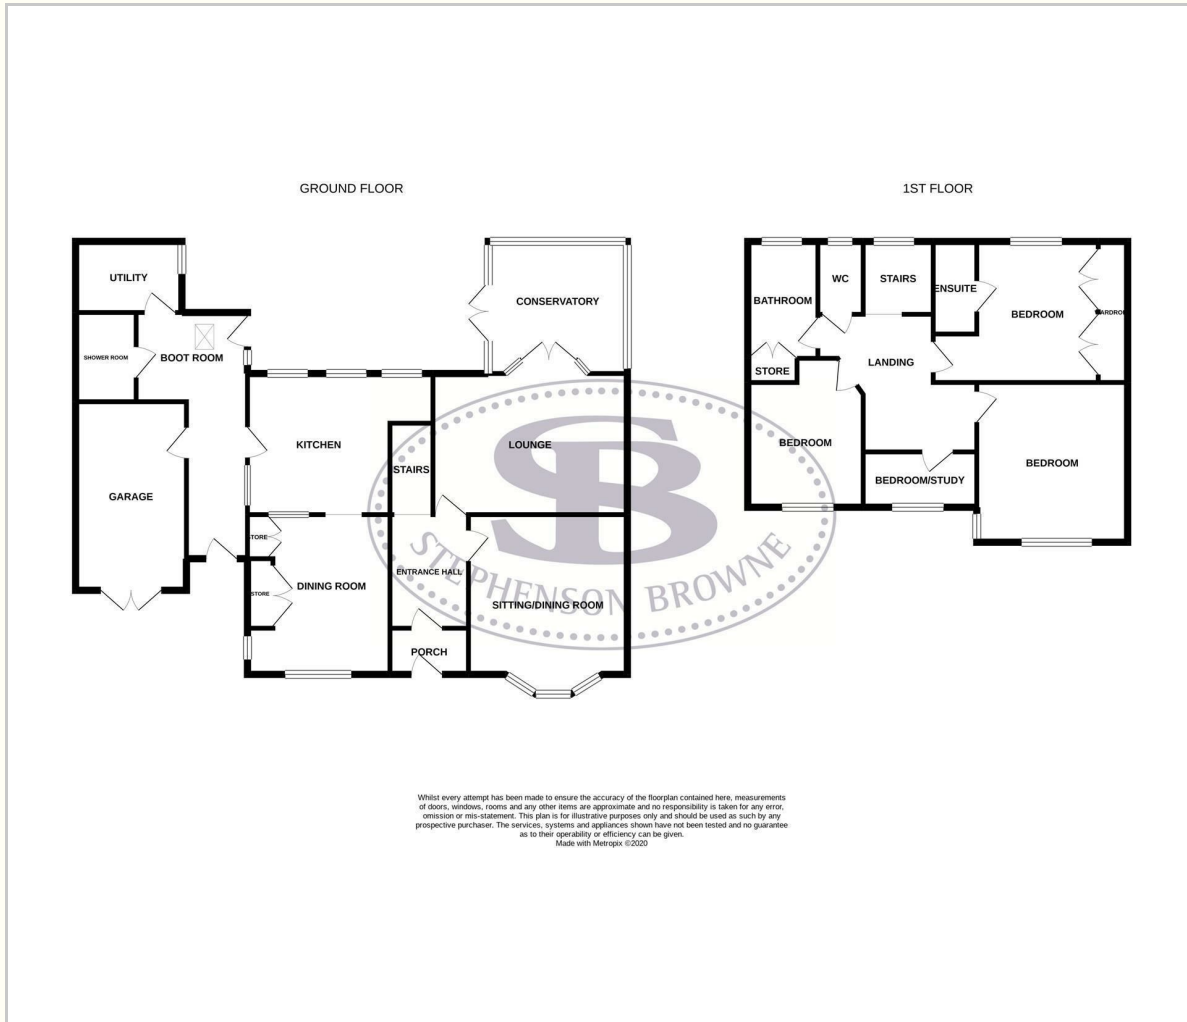 GROUND FLOOR
1ST FLOOR
UTILITY
SHOWER ROOM
BOOT ROOM
GARAGE
KITCHEN
STAIRS
LOUNGE
CONSERVATORY
STORE
STORE
DINING ROOM
ENTRANCE HALL
SITTING/DINING ROOM
PORCH
BATHROOM
WC
STAIRS
ENSUITE
BEDROOM
STORE
LANDING
BEDROOM
BEDROOM/STUDY
BEDROOM
SB
STEPHENSON BROWNE
Whilst every attempt has been made to ensure the accuracy of the floorplan contained here, measurements
of doors, windows, rooms and any other items are approximate and no responsibility is taken for any error,
omission or mis-statement. This plan is for illustrative purposes only and should be used as such by any
prospective purchaser. The services, systems and appliances shown have not been tested and no guarantee
as to their operability or efficiency can be given.
Made with Metropix ©2020